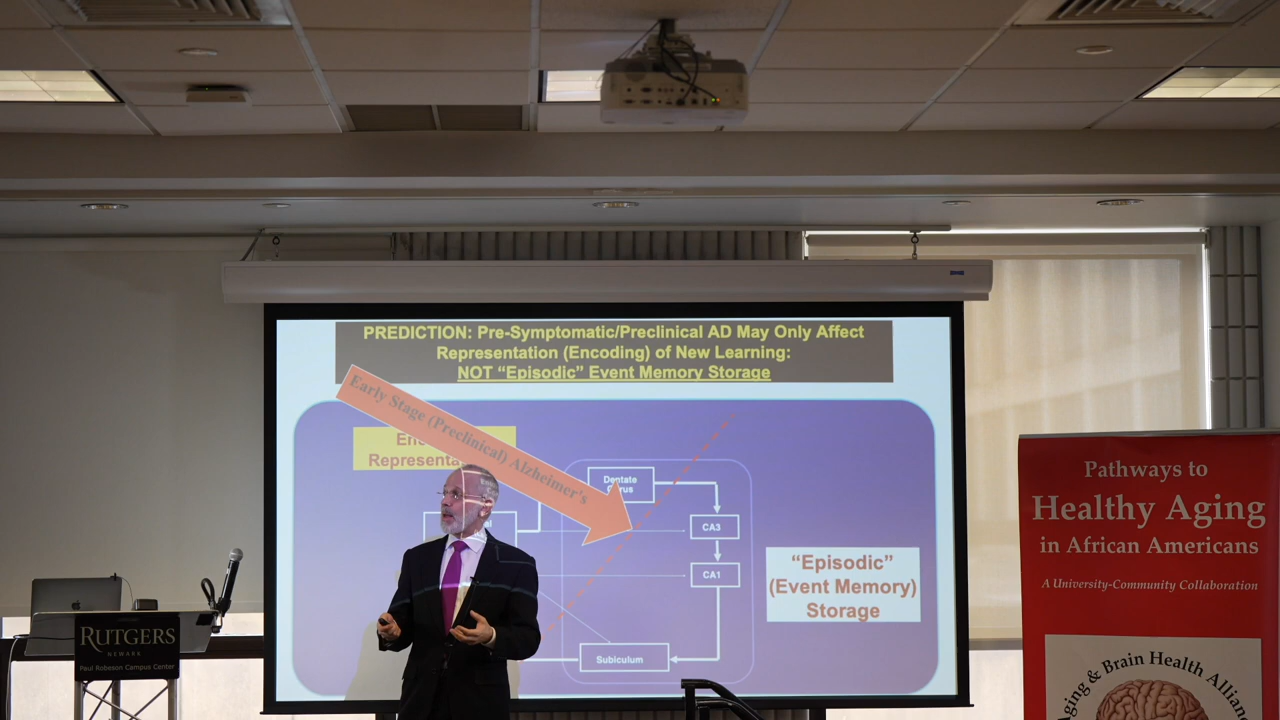 PREDICTION: Pre-Symptomatic/Preclinical AD May Only Affect
Representation (Encoding) of New Learning:
NOT “Episodic” Event Memory Storage
Early Stage (Preclinical) Alzheimer's
Dentate
CA3
CA1
“Episodic”
(Event Memory)
Storage
Subiculum
RUTGERS
NEWARK
Paul Robeson Campus Center
Pathways to
Healthy Aging
in African Americans
A University-Community Collaboration
Aging & Brain Health